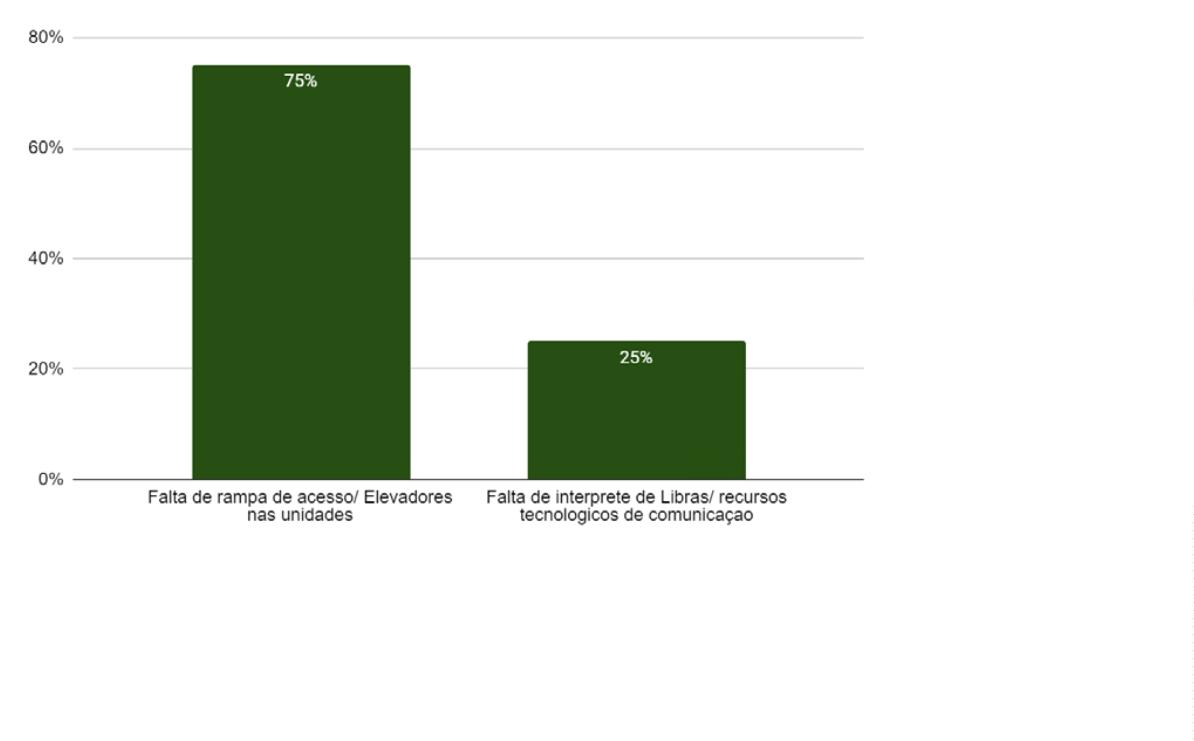 80%
75%
60%
40%
25%
20%
0%
Falta de rampa de acesso/ Elevadores
nas unidades
Falta de interprete de Libras/ recursos
tecnologicos de comunicaçao